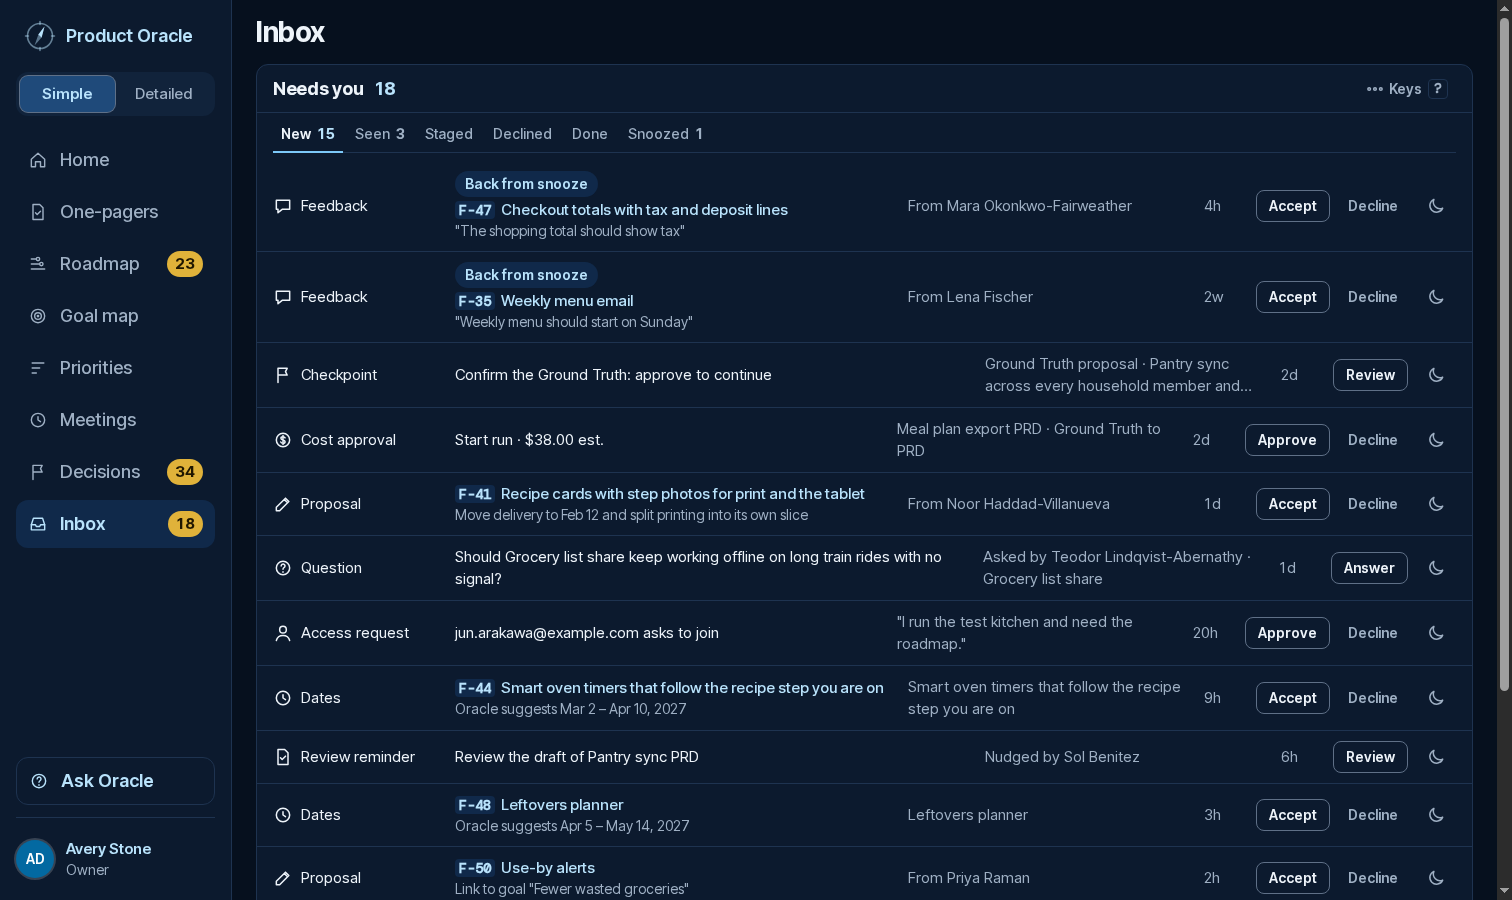 Product Oracle
Simple Detailed
Home
One-pagers
Roadmap 23
Goal map
Priorities
Meetings
Decisions 34
Inbox 18
Ask Oracle
AD
Avery Stone
Owner
Inbox
Needs you 18
••• Keys ?
New 15 Seen 3 Staged Declined Done Snoozed 1
Back from snooze
Feedback F-47 Checkout totals with tax and deposit lines From Mara Okonkwo-Fairweather 4h Accept Decline
"The shopping total should show tax"
Back from snooze
Feedback F-35 Weekly menu email From Lena Fischer 2w Accept Decline
"Weekly menu should start on Sunday"
Checkpoint Confirm the Ground Truth: approve to continue Ground Truth proposal · Pantry sync 2d Review
across every household member and...
Cost approval Start run · $38.00 est. Meal plan export PRD · Ground Truth to 2d Approve Decline
PRD
Proposal F-41 Recipe cards with step photos for print and the tablet From Noor Haddad-Villanueva 1d Accept Decline
Move delivery to Feb 12 and split printing into its own slice
Question Should Grocery list share keep working offline on long train rides with no Asked by Teodor Lindqvist-Abernathy · 1d Answer
signal? Grocery list share
Access request jun.arakawa@example.com asks to join "I run the test kitchen and need the 20h Approve Decline
roadmap."
Dates F-44 Smart oven timers that follow the recipe step you are on Smart oven timers that follow the recipe 9h Accept Decline
Oracle suggests Mar 2 – Apr 10, 2027 step you are on
Review reminder Review the draft of Pantry sync PRD Nudged by Sol Benitez 6h Review
Dates F-48 Leftovers planner Leftovers planner 3h Accept Decline
Oracle suggests Apr 5 – May 14, 2027
Proposal F-50 Use-by alerts From Priya Raman 2h Accept Decline
Link to goal "Fewer wasted groceries"